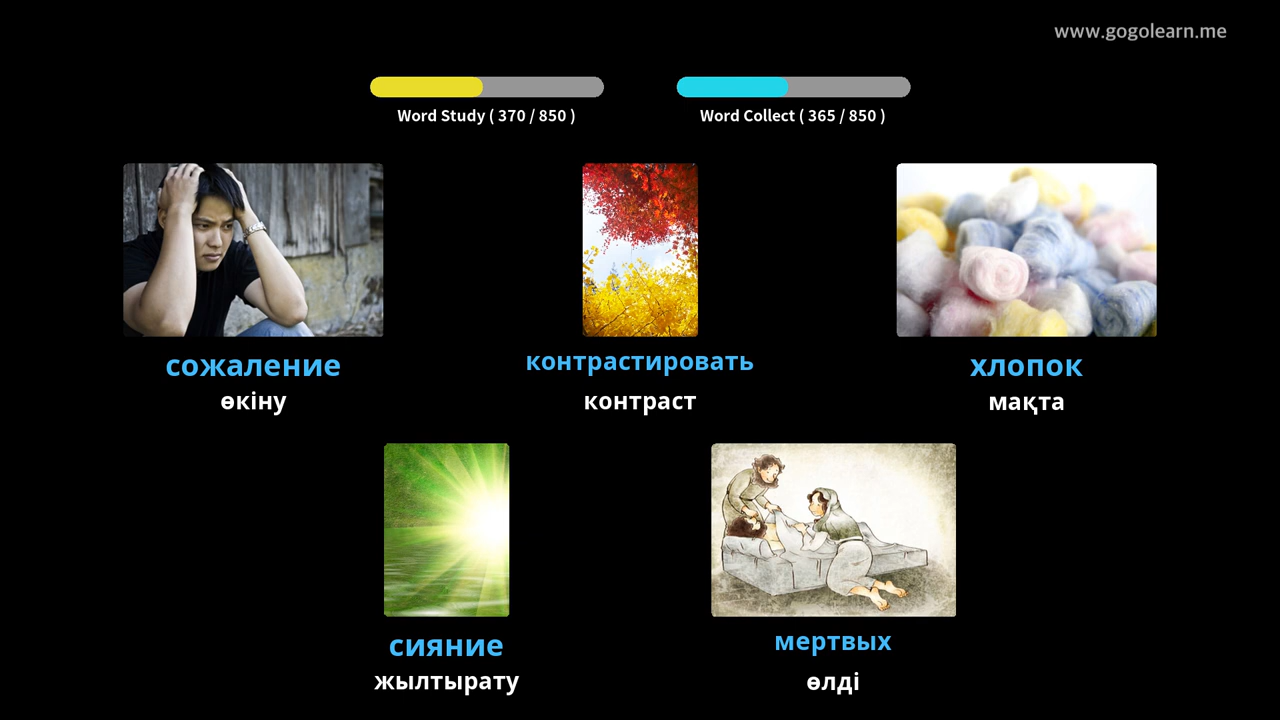 www.gogolearn.me
Word Study ( 370 / 850 )
Word Collect ( 365 / 850 )
сожаление
өкіну
контрастировать
контраст
хлопок
мақта
сияние
жылтырату
мертвых
өлді